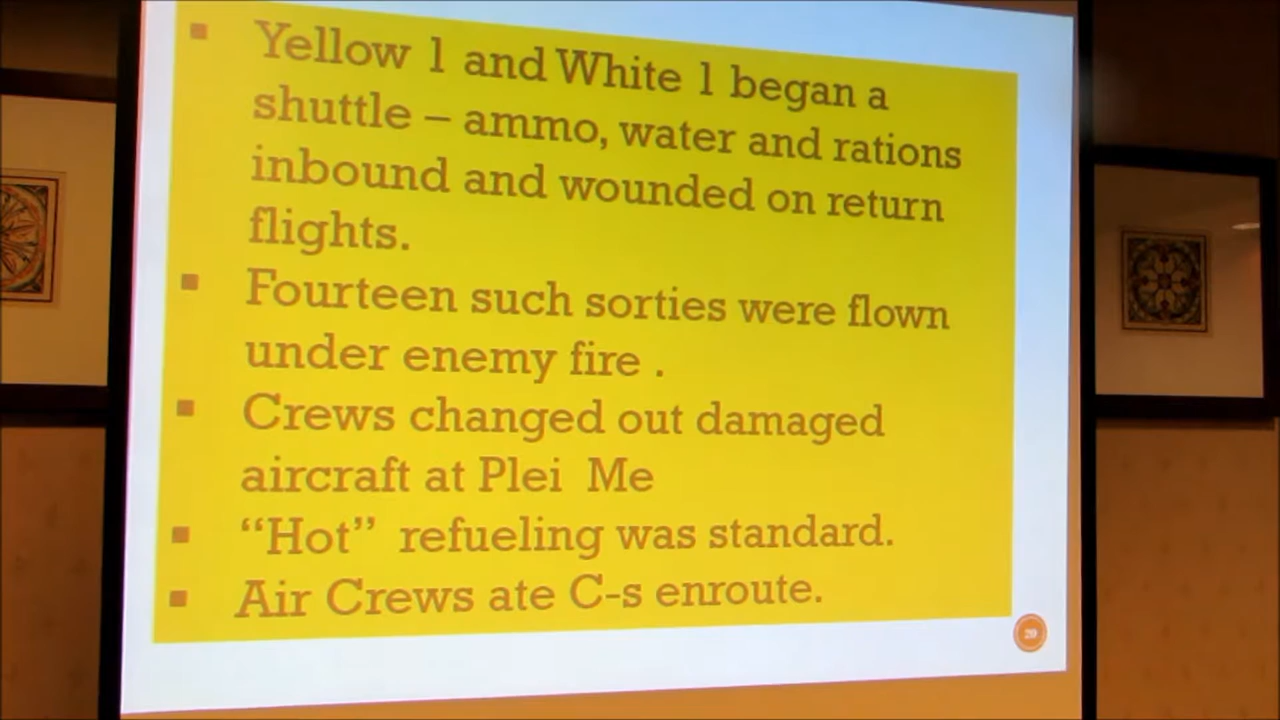 ▪ Yellow 1 and White 1 began a
shuttle – ammo, water and rations
inbound and wounded on return
flights.
▪ Fourteen such sorties were flown
under enemy fire .
▪ Crews changed out damaged
aircraft at Plei  Me
▪ “Hot”  refueling was standard.
▪ Air Crews ate C-s enroute.
20